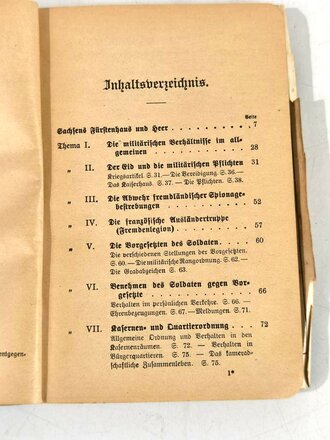 Inhaltsverzeichnis.
Seite
Sachsens Fürstenhaus und Heer . . . . . . . . 7
Thema I. Die militärischen Verhältnisse im all-
gemeinen . . . . . . . . 28
" II. Der Eid und die militärischen Pflichten 31
Kriegsartikel S. 31.— Die Vereidigung S. 36.—
Das Kaiserhaus. S. 37. — Die Pflichten. S. 38.
" III. Die Abwehr fremdländischer Spionage-
bestrebungen . . . . . . . 52
" IV. Die französische Ausländertruppe
(Fremdenlegion) . . . . . . 57
" V. Die Vorgesetzten des Soldaten . . . 60
Die verschiedenen Stellungen der Vorgesetzten.
S. 60.—Die militärische Rangordnung. S. 62.—
Die Gradabzeichen S. 63.
" VI. Benehmen des Soldaten gegen Vor-
gesetzte . . . . . . . . 66
Verhalten im persönlichen Verkehre. S. 66.—
Ehrenbezeugungen. S. 67.—Meldungen. S. 71.
" VII. Kasernen- und Quartierordnung . . 72
Allgemeine Ordnung und Verhalten in den
Kasernenräumen. S. 72. — Verhalten in
Bürgerquartieren. S. 75. — Das kamerad-
schaftliche Zusammenleben. S. 75.
1*
entgegen.